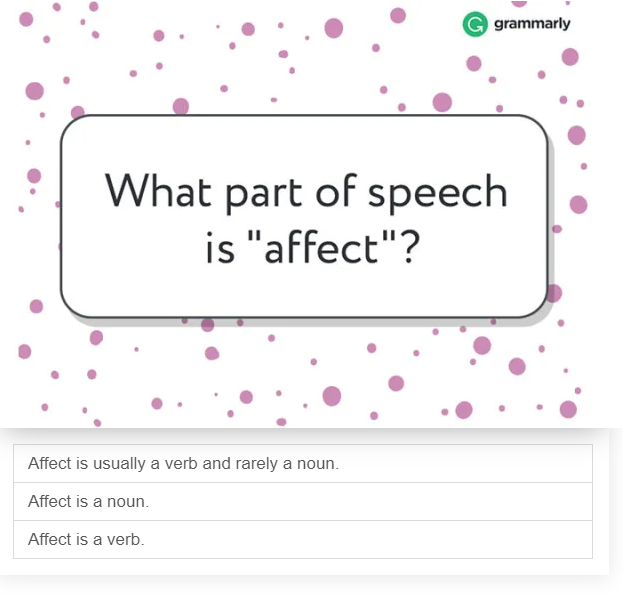 grammarly
What part of speech
is "affect"?
Affect is usually a verb and rarely a noun.
Affect is a noun.
Affect is a verb.